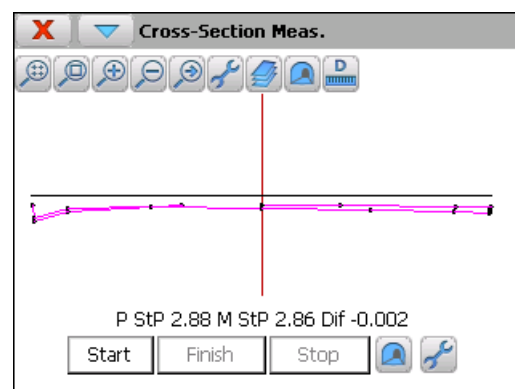 X Cross-Section Meas.
D
P StP 2.88 M StP 2.86 Dif -0.002
Start Finish Stop